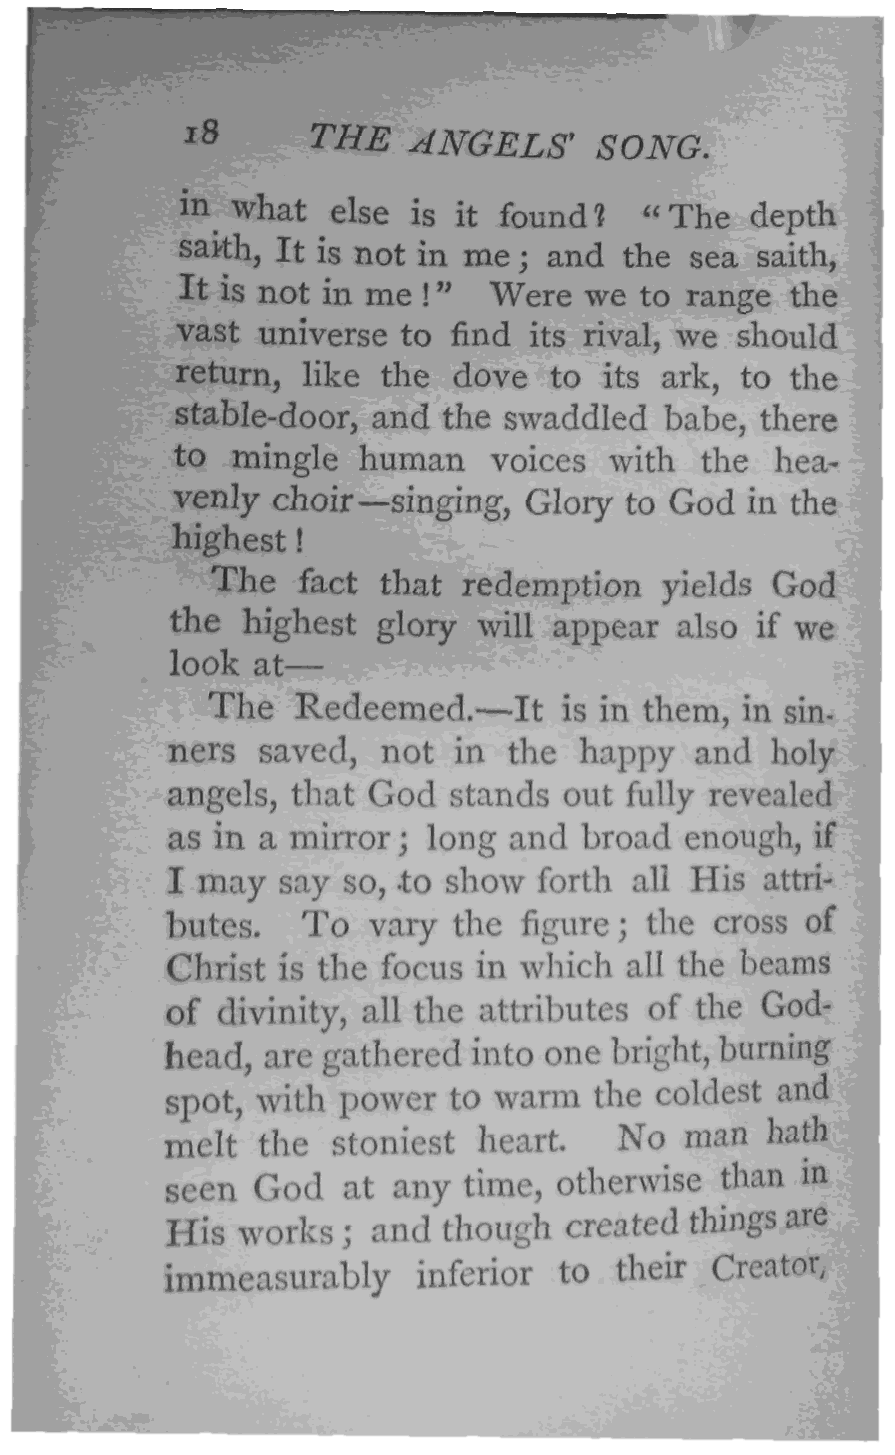 18 THE ANGELS' SONG.
in what else is it found? “The depth
saith, It is not in me; and the sea saith,
It is not in me!” Were we to range the
vast universe to find its rival, we should
return, like the dove to its ark, to the
stable-door, and the swaddled babe, there
to mingle human voices with the hea-
venly choir—singing, Glory to God in the
highest!
The fact that redemption yields God
the highest glory will appear also if we
look at—
The Redeemed.—It is in them, in sin-
ners saved, not in the happy and holy
angels, that God stands out fully revealed
as in a mirror; long and broad enough, if
I may say so, to show forth all His attri-
butes. To vary the figure; the cross of
Christ is the focus in which all the beams
of divinity, all the attributes of the God-
head, are gathered into one bright, burning
spot, with power to warm the coldest and
melt the stoniest heart. No man hath
seen God at any time, otherwise than in
His works; and though created things are
immeasurably inferior to their Creator,